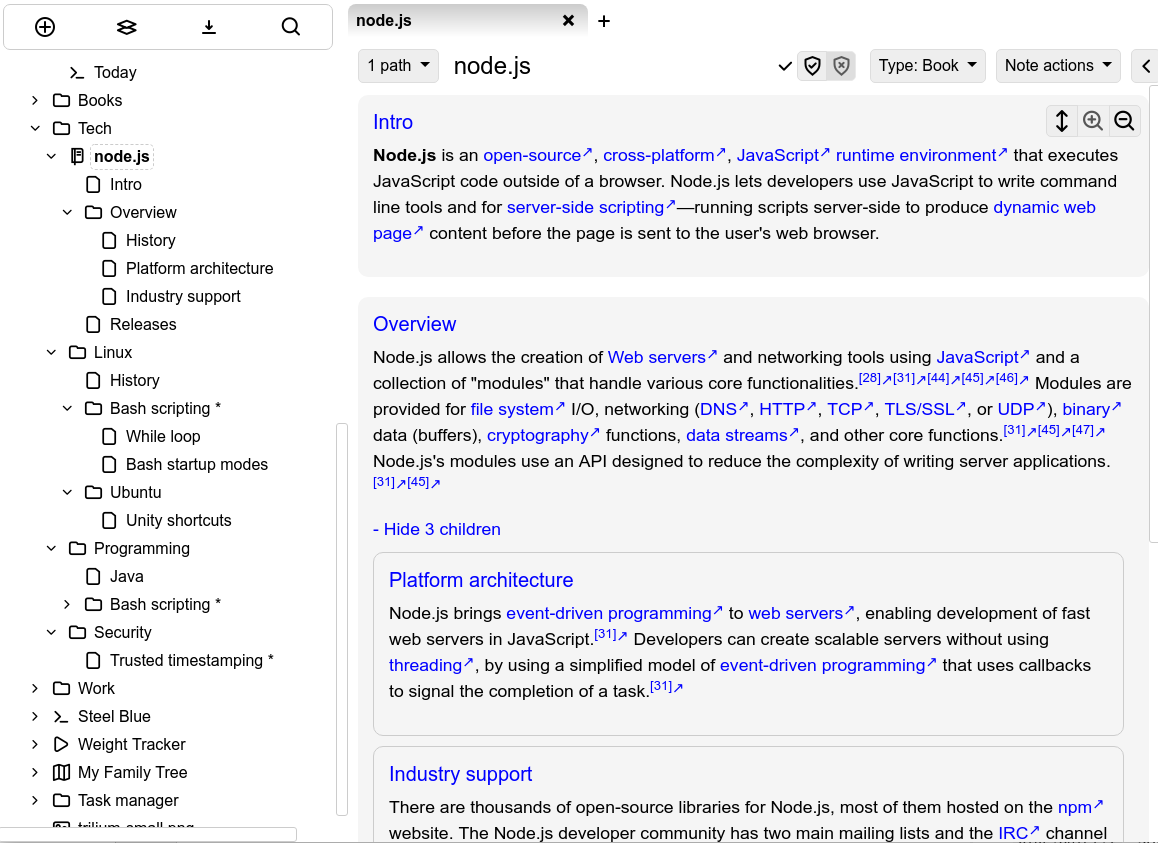 Today
Books
Tech
node.js
Intro
Overview
History
Platform architecture
Industry support
Releases
Linux
History
Bash scripting *
While loop
Bash startup modes
Ubuntu
Unity shortcuts
Programming
Java
Bash scripting *
Security
Trusted timestamping *
Work
Steel Blue
Weight Tracker
My Family Tree
Task manager
trilium-small.png
node.js
1 path
node.js
Type: Book
Note actions
Intro
Node.js is an open-source↗, cross-platform↗, JavaScript↗ runtime environment↗ that executes
JavaScript code outside of a browser. Node.js lets developers use JavaScript to write command
line tools and for server-side scripting↗—running scripts server-side to produce dynamic web
page↗ content before the page is sent to the user's web browser.
Overview
Node.js allows the creation of Web servers↗ and networking tools using JavaScript↗ and a
collection of "modules" that handle various core functionalities.[28]↗[31]↗[44]↗[45]↗[46]↗ Modules are
provided for file system↗ I/O, networking (DNS↗, HTTP↗, TCP↗, TLS/SSL↗, or UDP↗), binary↗
data (buffers), cryptography↗ functions, data streams↗, and other core functions.[31]↗[45]↗[47]↗
Node.js's modules use an API designed to reduce the complexity of writing server applications.
[31]↗[45]↗
- Hide 3 children
Platform architecture
Node.js brings event-driven programming↗ to web servers↗, enabling development of fast
web servers in JavaScript.[31]↗ Developers can create scalable servers without using
threading↗, by using a simplified model of event-driven programming↗ that uses callbacks
to signal the completion of a task.[31]↗
Industry support
There are thousands of open-source libraries for Node.js, most of them hosted on the npm↗
website. The Node.js developer community has two main mailing lists and the IRC↗ channel